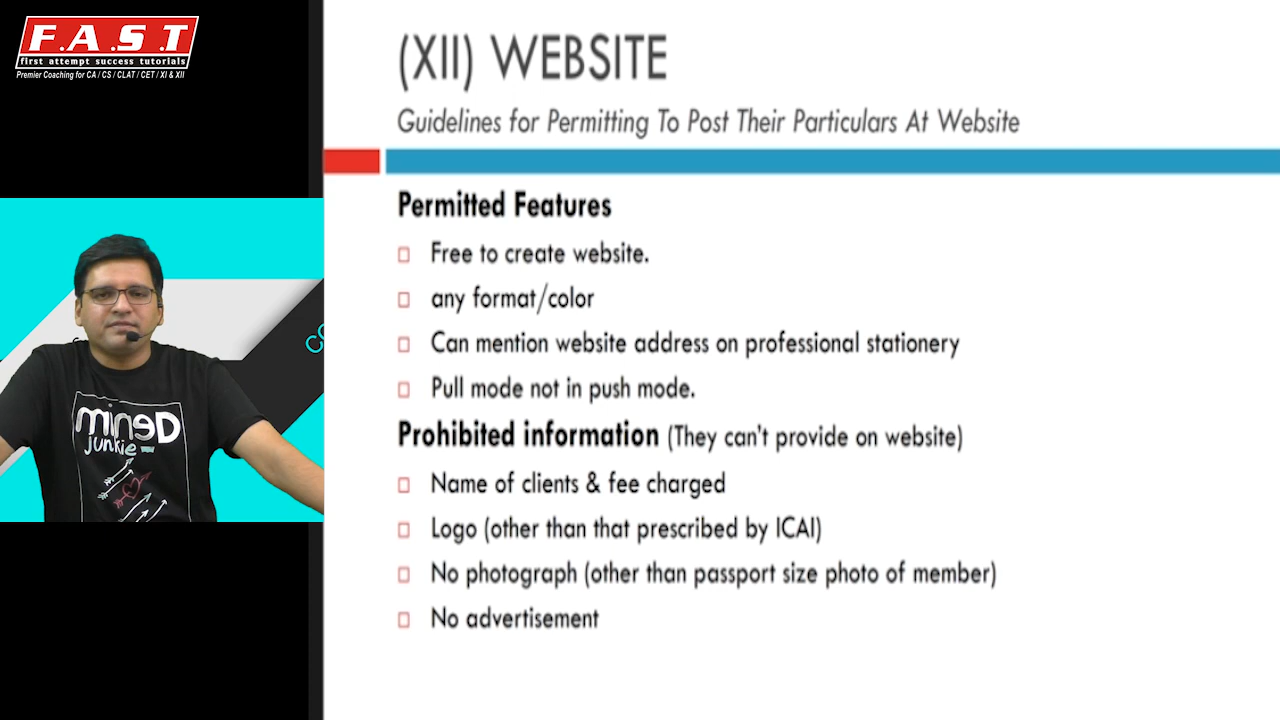 F.A.S.T
first attempt success tutorials
Premier Coaching for CA / CS / CLAT / CET / XI & XII
(XII) WEBSITE
Guidelines for Permitting To Post Their Particulars At Website
Permitted Features
Free to create website.
any format/color
Can mention website address on professional stationery
Pull mode not in push mode.
Prohibited information (They can't provide on website)
Name of clients & fee charged
Logo (other than that prescribed by ICAI)
No photograph (other than passport size photo of member)
No advertisement
junkie